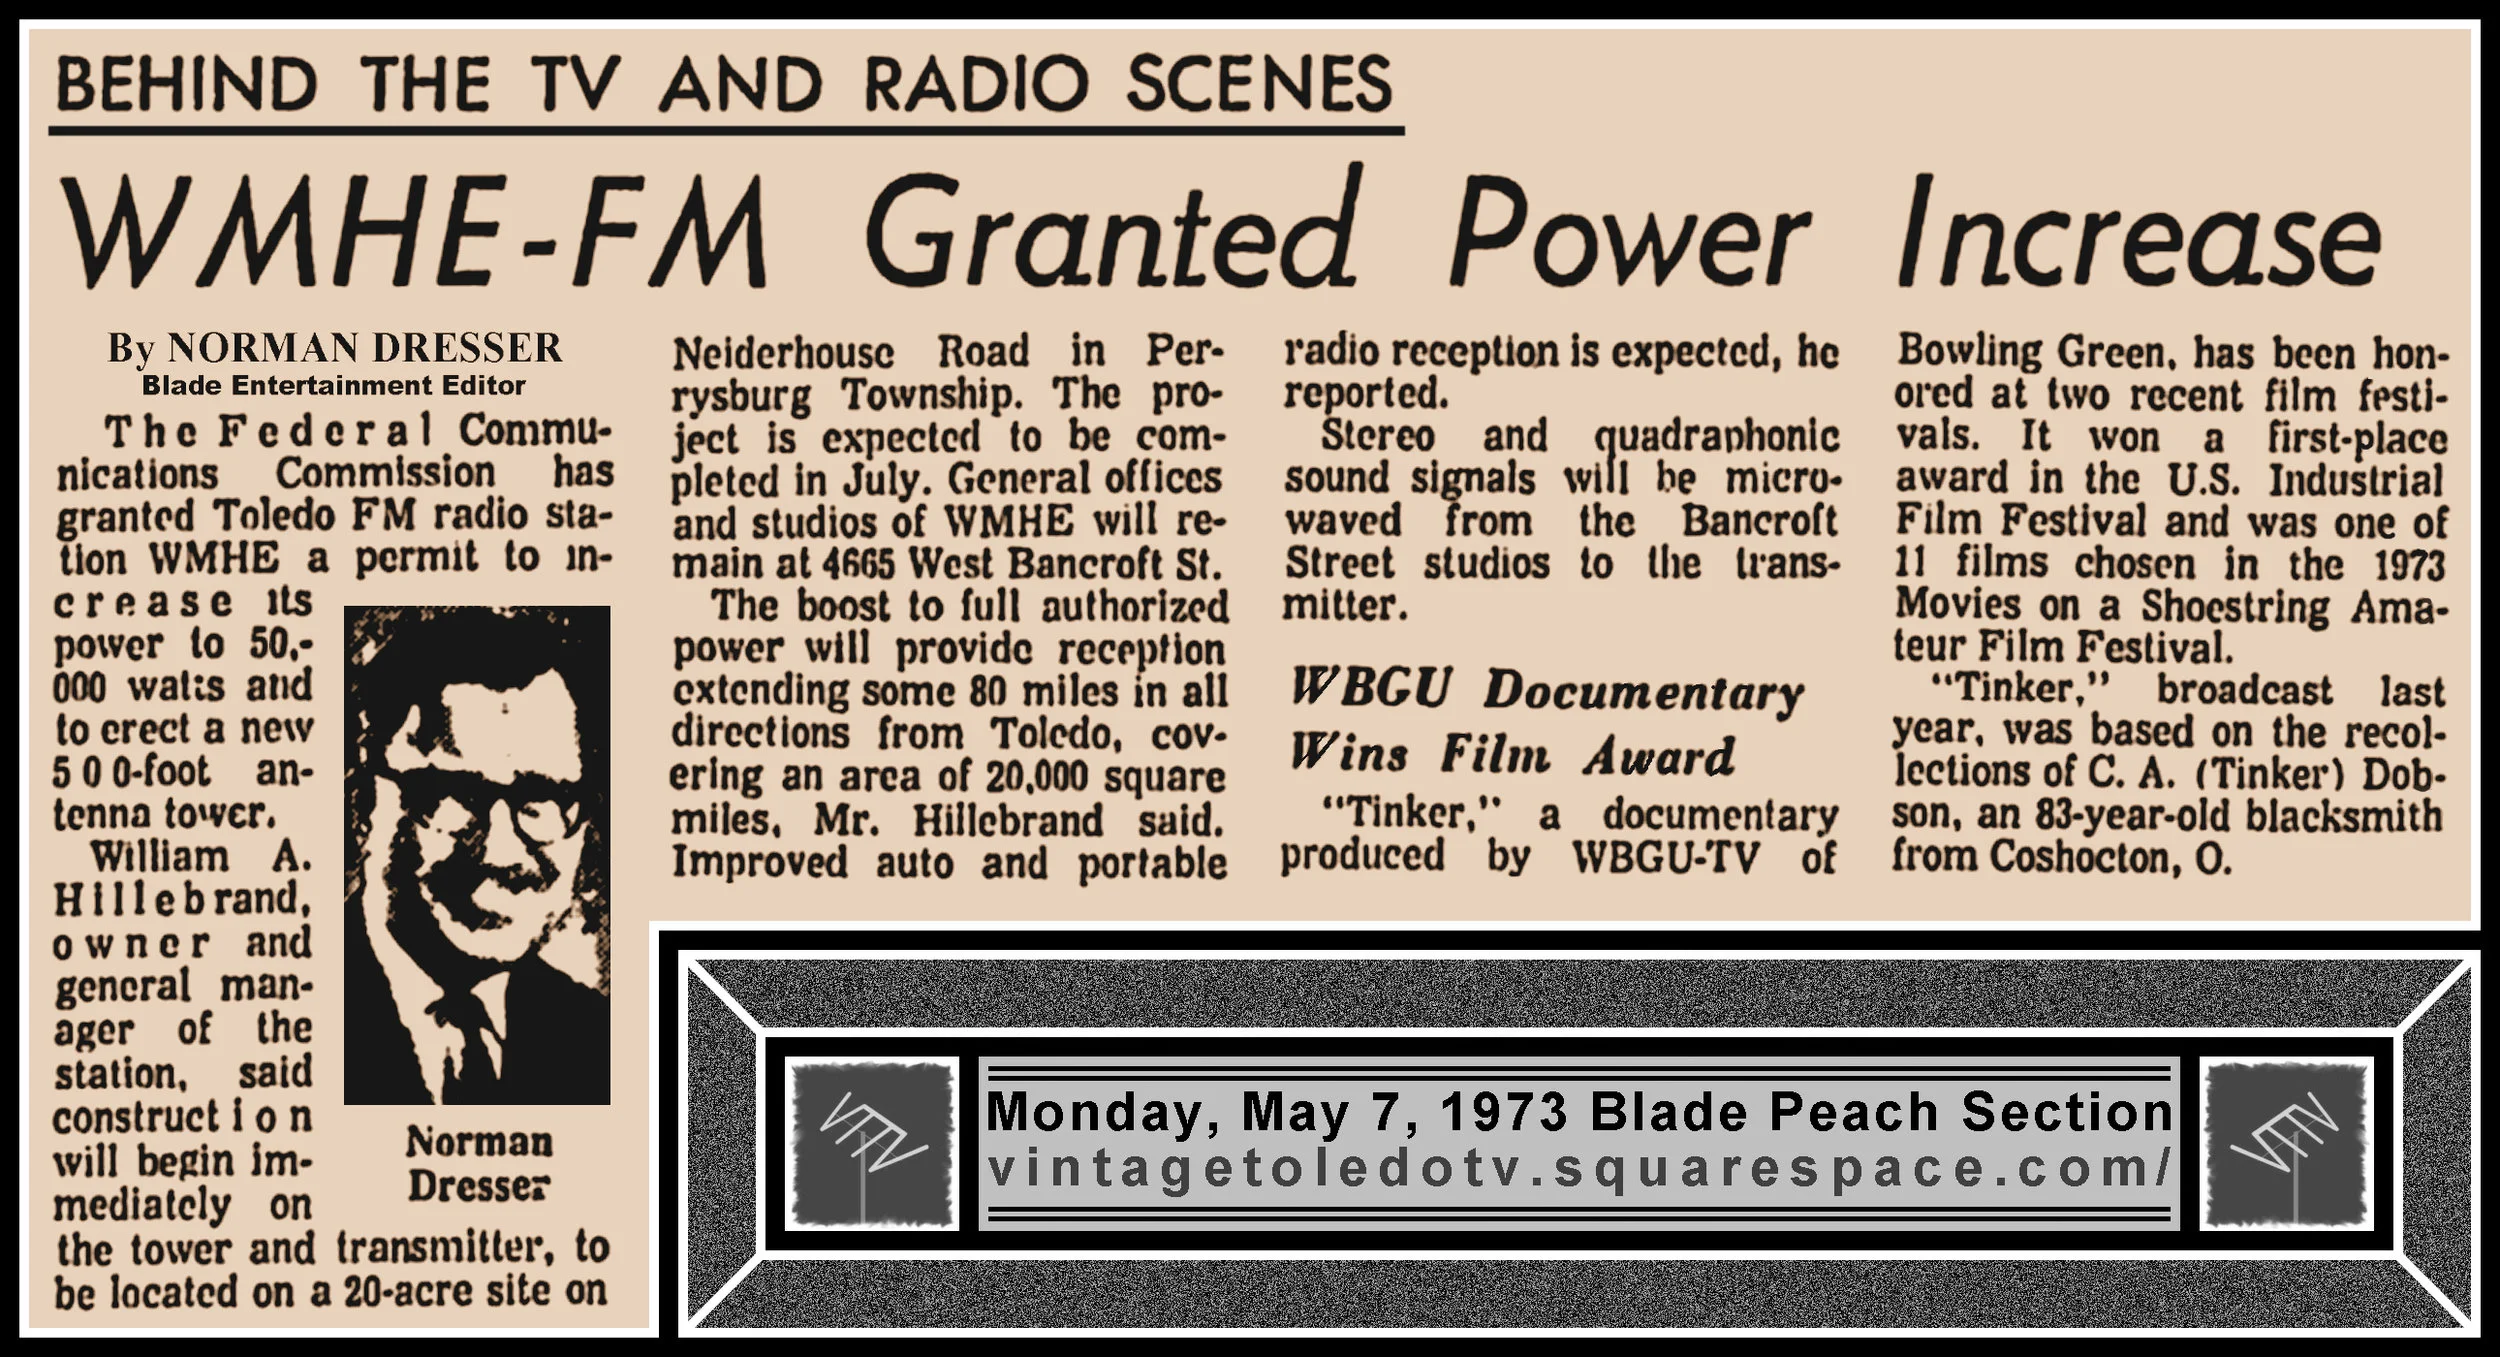 BEHIND THE TV AND RADIO SCENES
WMHE-FM Granted Power Increase
By NORMAN DRESSER
Blade Entertainment Editor
The Federal Commu-
nications Commission has
granted Toledo FM radio sta-
tion WMHE a permit to in-
crease its
power to 50,-
000 watts and
to erect a new
500-foot an-
tenna tower.
William A.
Hillebrand,
owner and
general man-
ager of the
station, said
construction
will begin im-
mediately on
the tower and transmitter, to
be located on a 20-acre site on
Norman
Dresser
Neiderhouse Road in Per-
rysburg Township. The pro-
ject is expected to be com-
pleted in July. General offices
and studios of WMHE will re-
main at 4665 West Bancroft St.
The boost to full authorized
power will provide reception
extending some 80 miles in all
directions from Toledo, cov-
ering an area of 20,000 square
miles, Mr. Hillebrand said.
Improved auto and portable
radio reception is expected, he
reported.
Stereo and quadraphonic
sound signals will be micro-
waved from the Bancroft
Street studios to the trans-
mitter.
WBGU Documentary
Wins Film Award
"Tinker," a documentary
produced by WBGU-TV of
Bowling Green, has been hon-
ored at two recent film festi-
vals. It won a first-place
award in the U.S. Industrial
Film Festival and was one of
11 films chosen in the 1973
Movies on a Shoestring Ama-
teur Film Festival.
"Tinker," broadcast last
year, was based on the recol-
lections of C. A. (Tinker) Dob-
son, an 83-year-old blacksmith
from Coshocton, O.
Monday, May 7, 1973 Blade Peach Section
vintagetoledotv.squarespace.com/